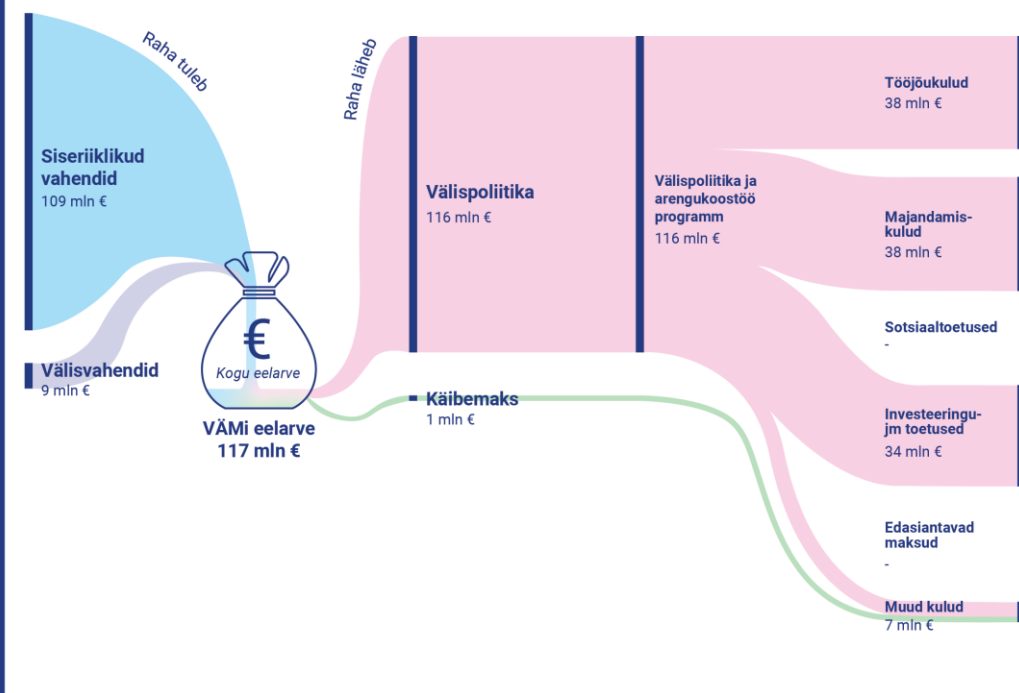 Raha tuleb
Siseriiklikud
vahendid
109 mln €
Välisvahendid
9 mln €
€
Kogu eelarve
VÄMi eelarve
117 mln €
Raha läheb
Välispoliitika
116 mln €
Käibemaks
1 mln €
Välispoliitika ja
arengukoostöö
programm
116 mln €
Tööjõukulud
38 mln €
Majandamis-
kulud
38 mln €
Sotsiaaltoetused
-
Investeeringu-
jm toetused
34 mln €
Edasiantavad
maksud
-
Muud kulud
7 mln €